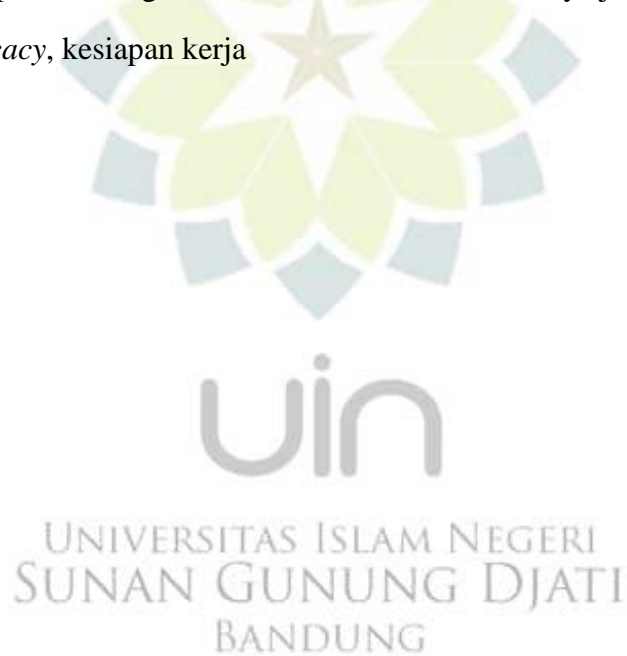 acy, kesiapan kerja
uin
UNIVERSITAS ISLAM NEGERI
SUNAN GUNUNG DJATI
BANDUNG